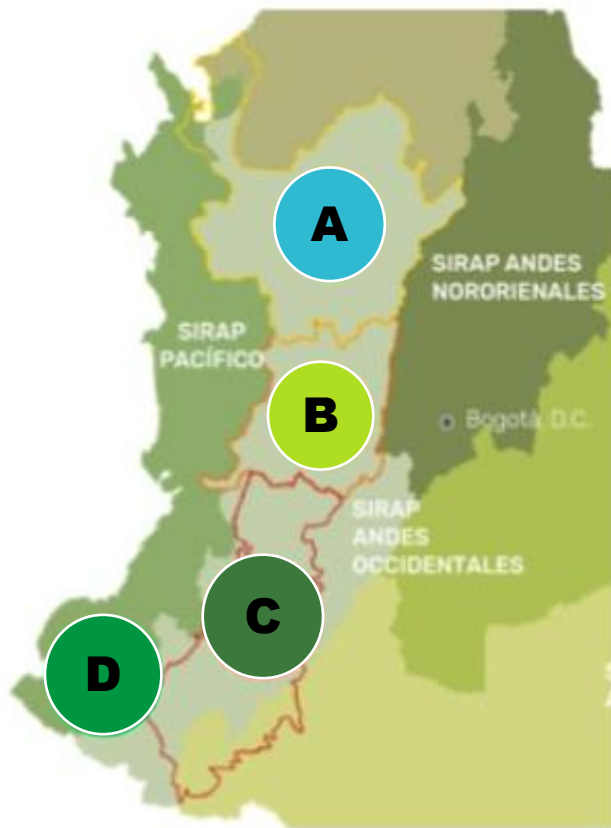 A
SIRAP ANDES
NORORIENALES
SIRAP
PACÍFICO
B
Bogotá, D.C.
SIRAP
ANDES
OCCIDENTALES
C
D